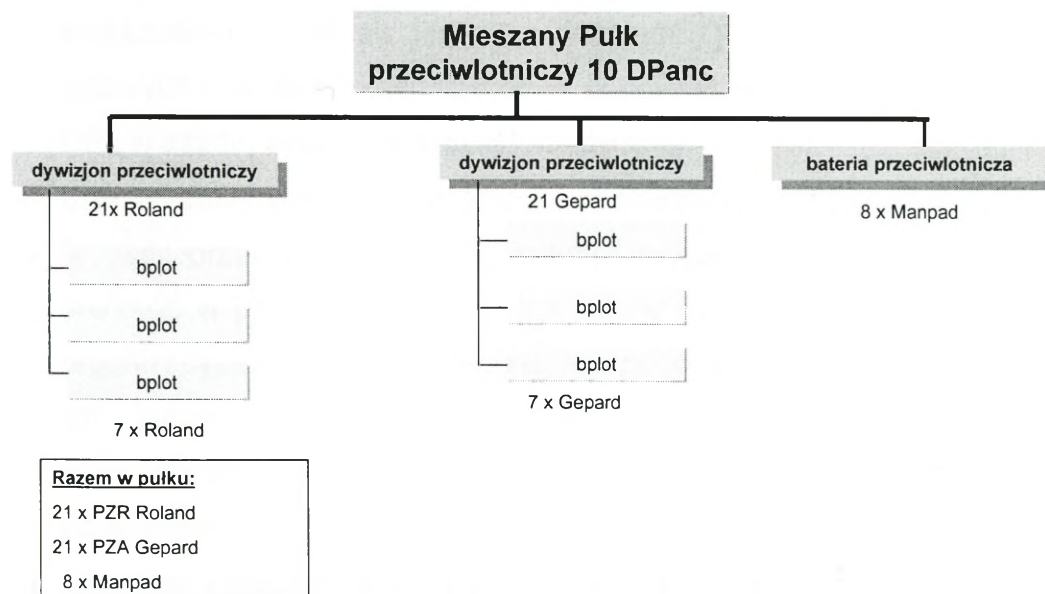 Mieszany Pułk
przeciwlotniczy 10 DPanc
dywizjon przeciwlotniczy
21x Roland
bplot
bplot
bplot
7 x Roland
dywizjon przeciwlotniczy
21 Gepard
bplot
bplot
bplot
7 x Gepard
bateria przeciwlotnicza
8 x Manpad
Razem w pułku:
21 x PZR Roland
21 x PZA Gepard
8 x Manpad